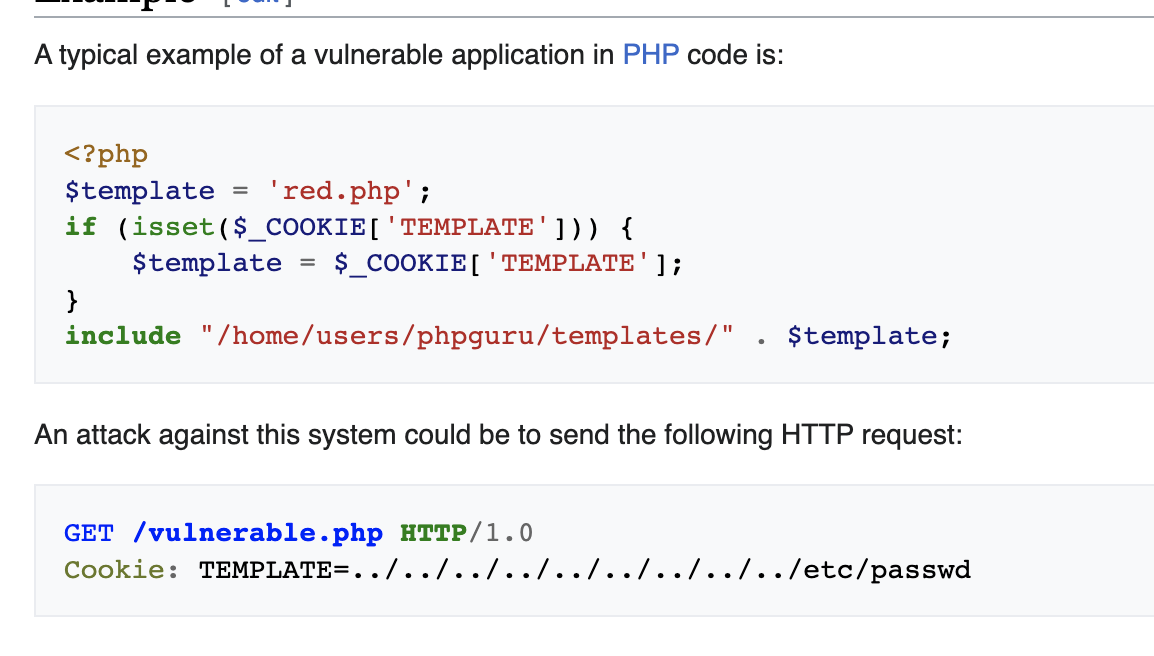 Example [edit]
A typical example of a vulnerable application in PHP code is:
<?php
$template = 'red.php';
if (isset($_COOKIE['TEMPLATE'])) {
    $template = $_COOKIE['TEMPLATE'];
}
include "/home/users/phpguru/templates/" . $template;
An attack against this system could be to send the following HTTP request:
GET /vulnerable.php HTTP/1.0
Cookie: TEMPLATE=../../../../../../../../../etc/passwd